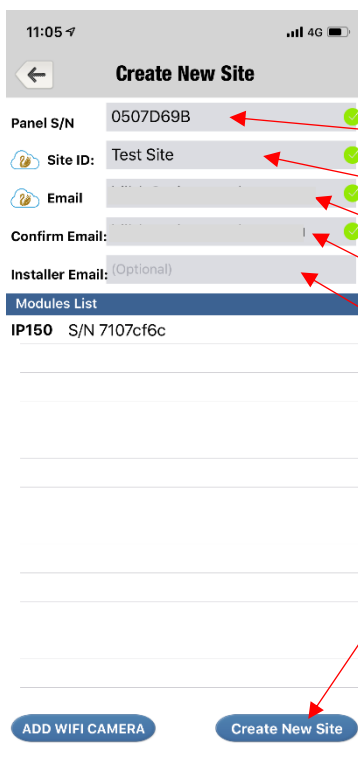 11:05 4G
Create New Site
Panel S/N 0507D69B
Site ID: Test Site
Email
Confirm Email:
Installer Email: (Optional)
Modules List
IP150 S/N 7107cf6c
ADD WIFI CAMERA Create New Site